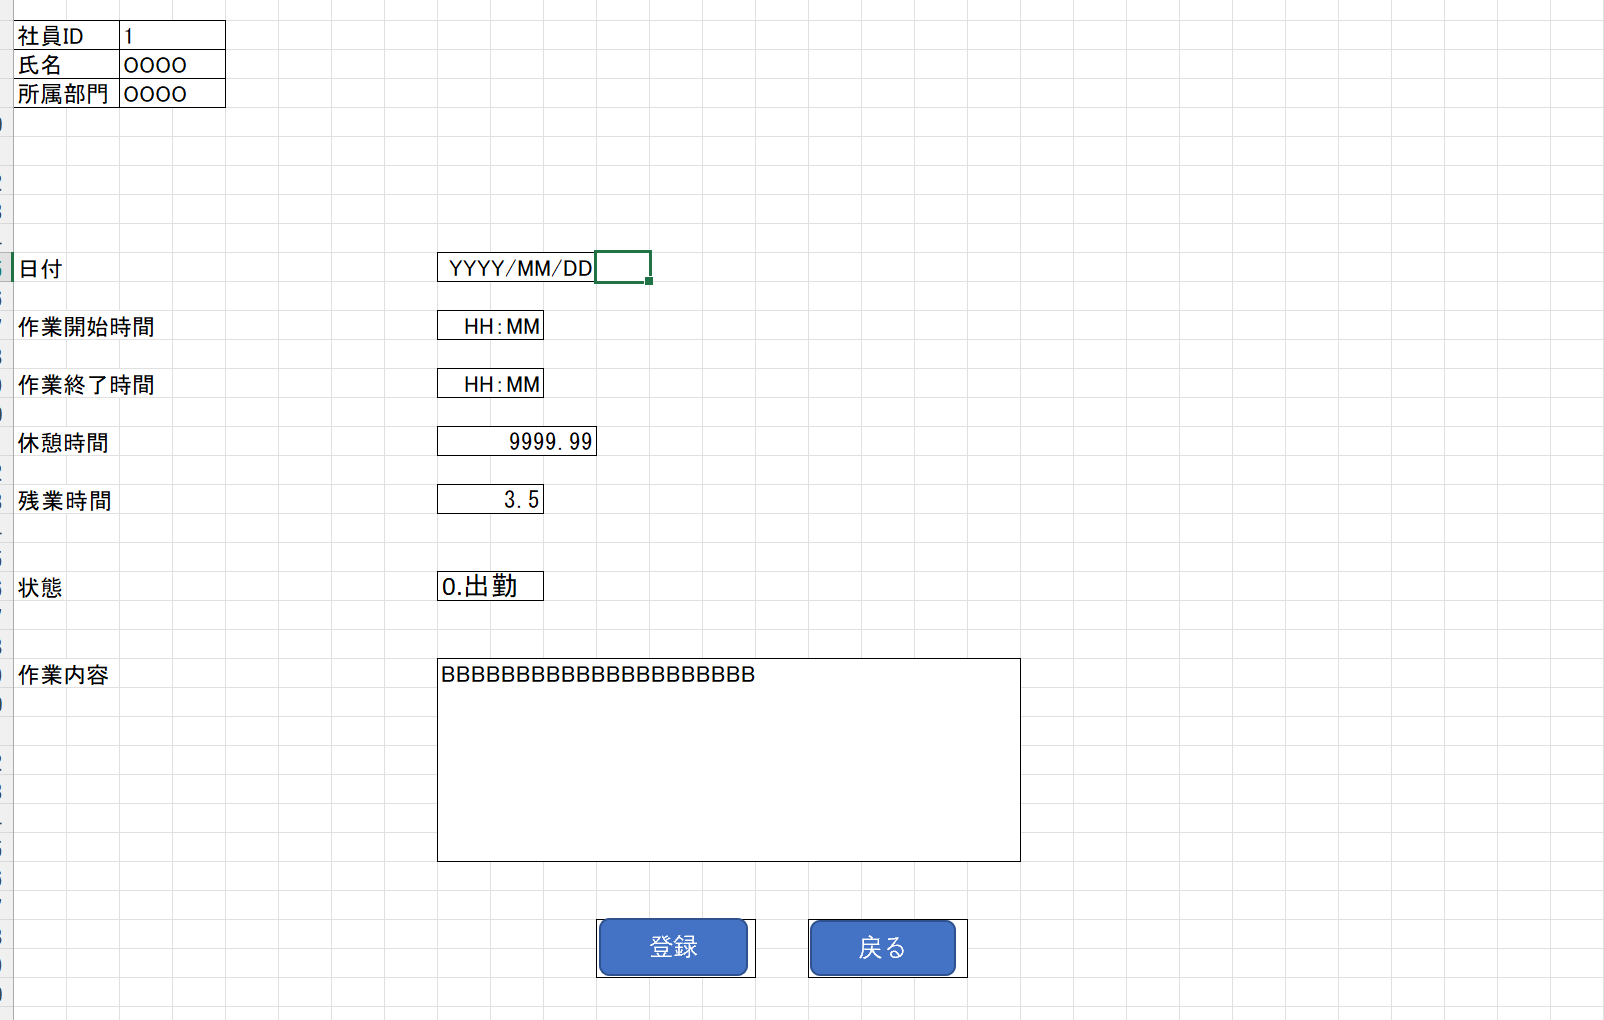 社員ID 1
氏名 OOOO
所属部門 OOOO
日付 YYYY/MM/DD
作業開始時間 HH:MM
作業終了時間 HH:MM
休憩時間 9999.99
残業時間 3.5
状態 0.出勤
作業内容 BBBBBBBBBBBBBBBBBBBBB
登録 戻る